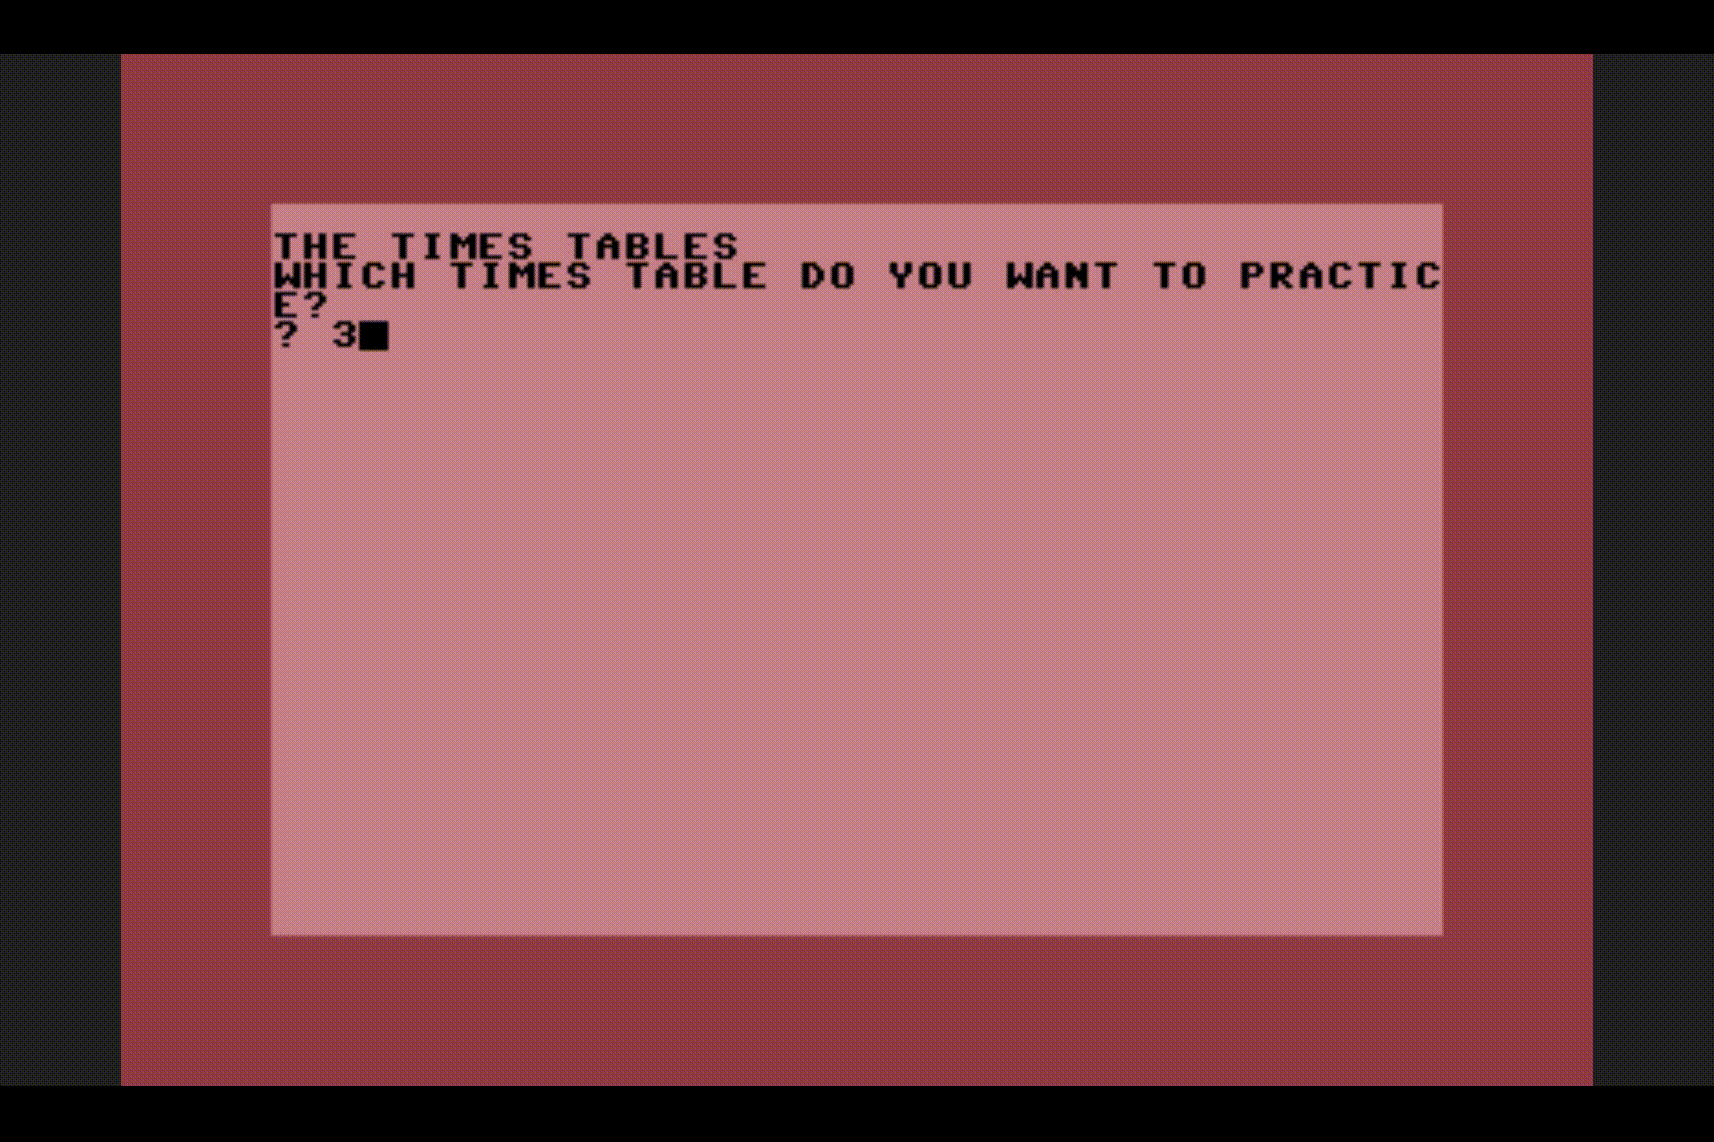 THE TIMES TABLES
WHICH TIMES TABLE DO YOU WANT TO PRACTIC
E?
? 3